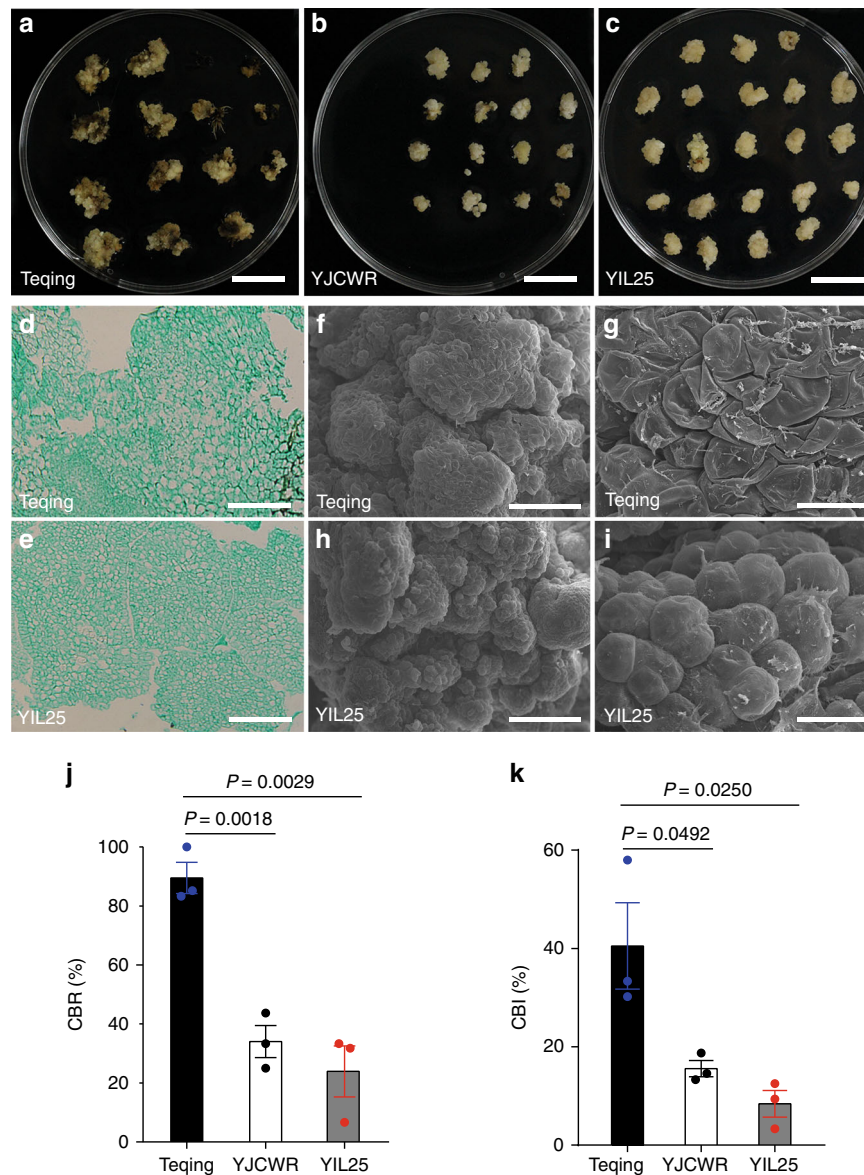 a
b
c
Teqing
YJCWR
YIL25
d
f
g
Teqing
Teqing
Teqing
e
h
i
YIL25
YIL25
YIL25
j
k
P = 0.0029
P = 0.0018
P = 0.0250
P = 0.0492
100
80
60
40
20
0
CBR (%)
Teqing
YJCWR
YIL25
60
40
20
0
CBI (%)
Teqing
YJCWR
YIL25